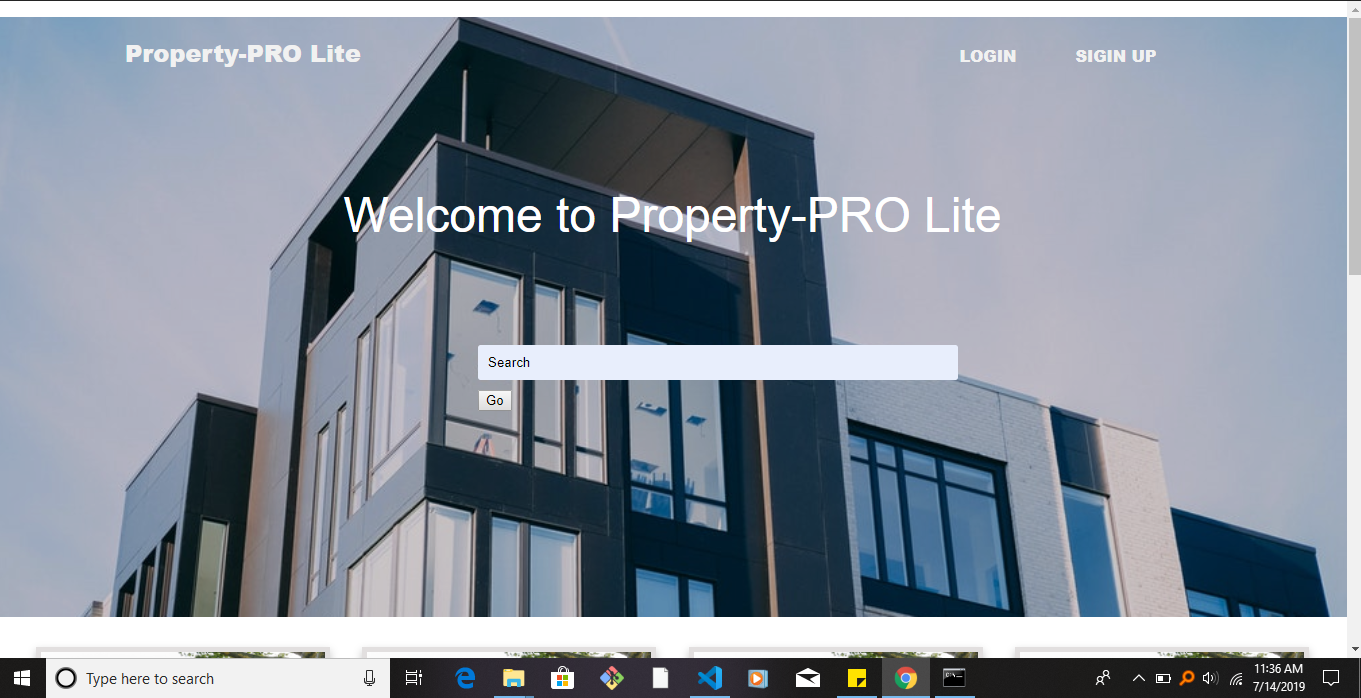 Property-PRO Lite
LOGIN
SIGIN UP
Welcome to Property-PRO Lite
Search
Go
Type here to search
11:36 AM
7/14/2019